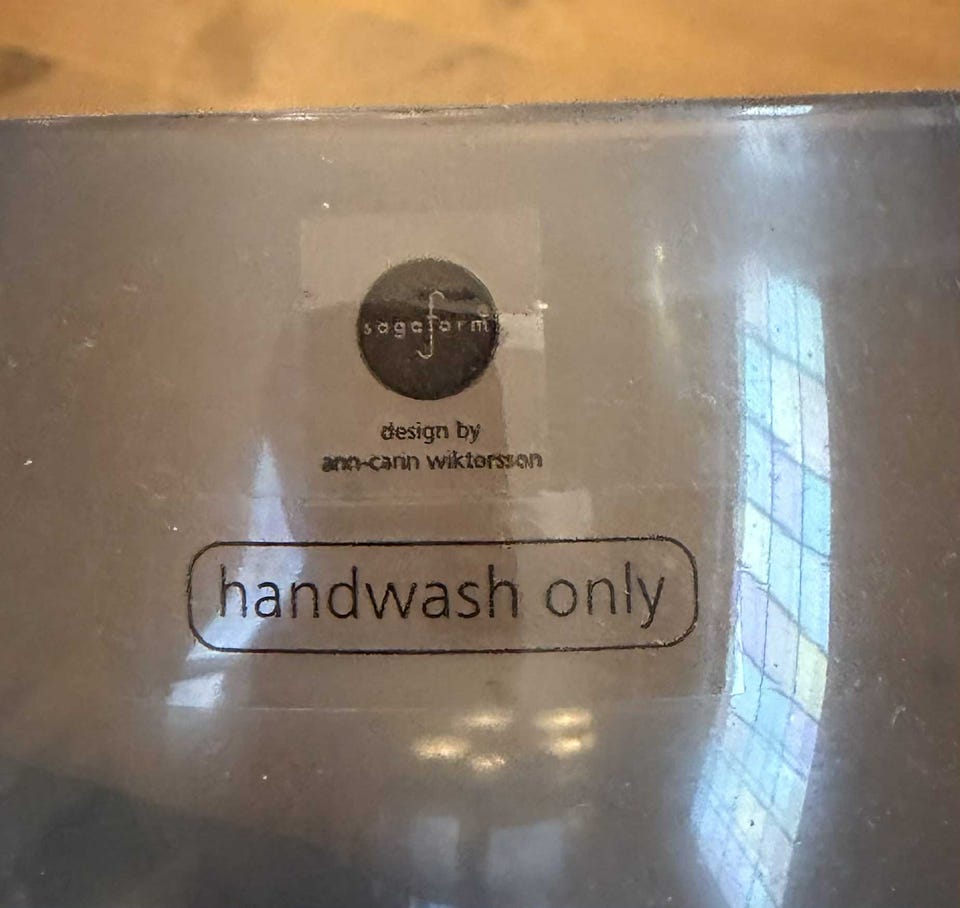 sagaform
design by
ann-carin wiktorsson
handwash only